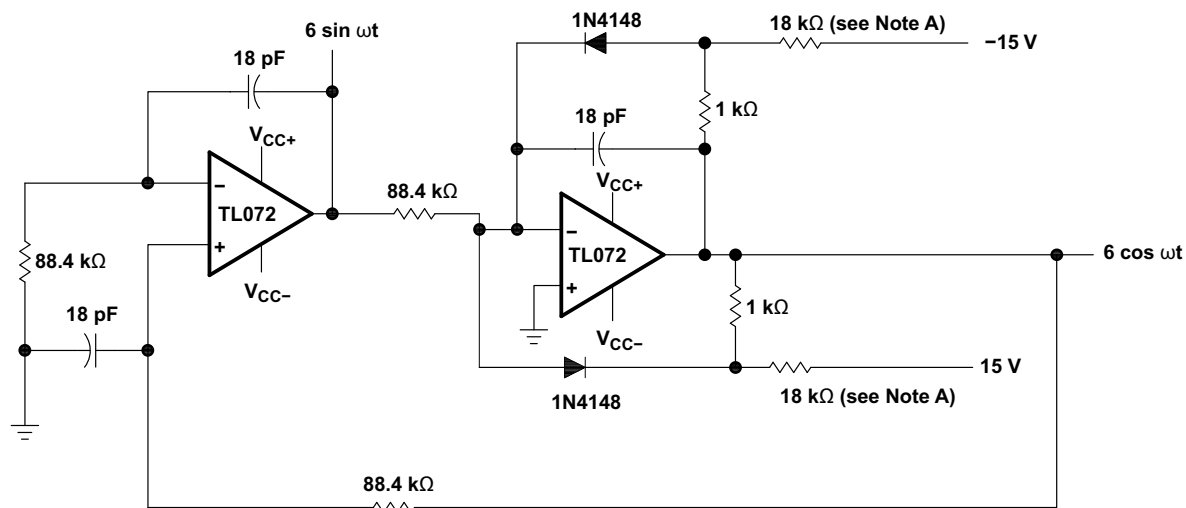 1N4148
18 kΩ (see Note A)
−15 V
6 sin ωt
18 pF
1 kΩ
18 pF
VCC+
−
TL072
+
VCC−
88.4 kΩ
88.4 kΩ
VCC+
−
TL072
+
VCC−
6 cos ωt
1 kΩ
18 pF
15 V
1N4148
18 kΩ (see Note A)
88.4 kΩ